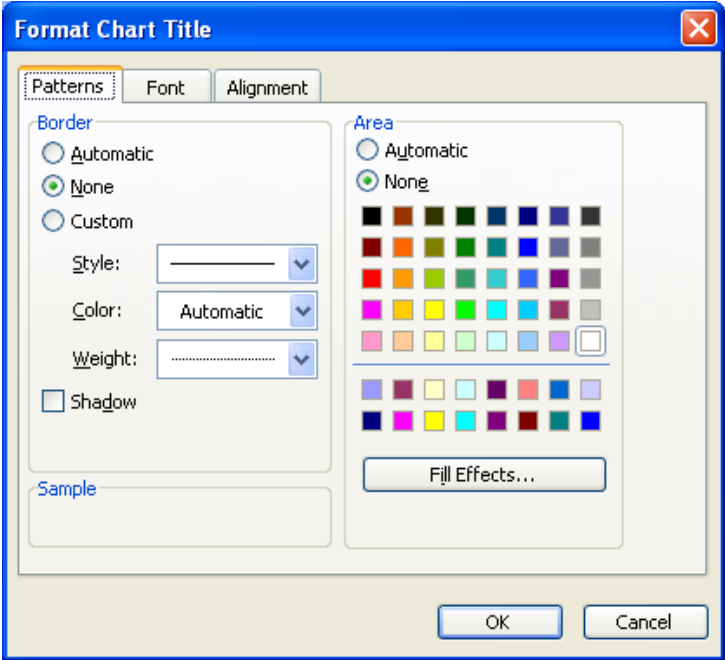 Format Chart Title
Patterns Font Alignment
Border
Automatic
None
Custom
Style:
Color: Automatic
Weight:
Shadow
Sample
Area
Automatic
None
Fill Effects...
OK Cancel